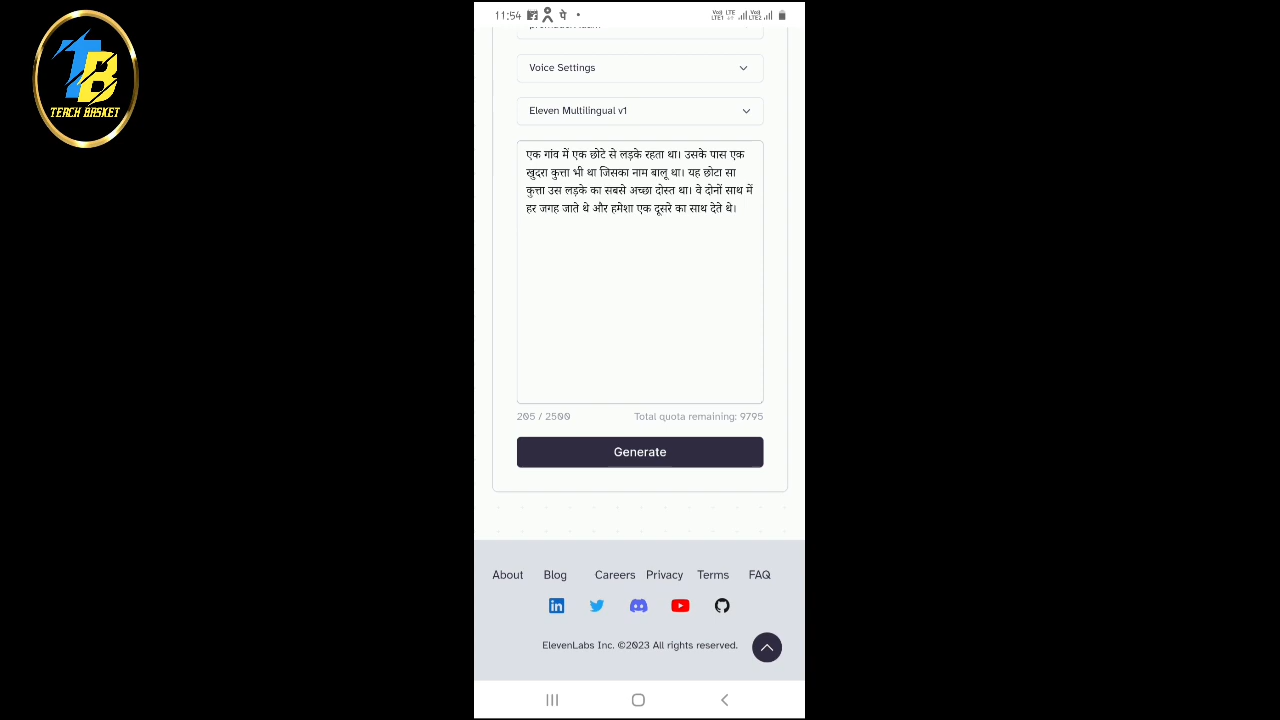 TB
TERCH BASKET
11:54
Voice Settings
Eleven Multilingual v1
एक गांव में एक छोटे से लड़के रहता था। उसके पास एक
खुदरा कुत्ता भी था जिसका नाम बालू था। यह छोटा सा
कुत्ता उस लड़के का सबसे अच्छा दोस्त था। वे दोनों साथ में
हर जगह जाते थे और हमेशा एक दूसरे का साथ देते थे।
205 / 2500 Total quota remaining: 9795
Generate
About Blog Careers Privacy Terms FAQ
ElevenLabs Inc. ©2023 All rights reserved.